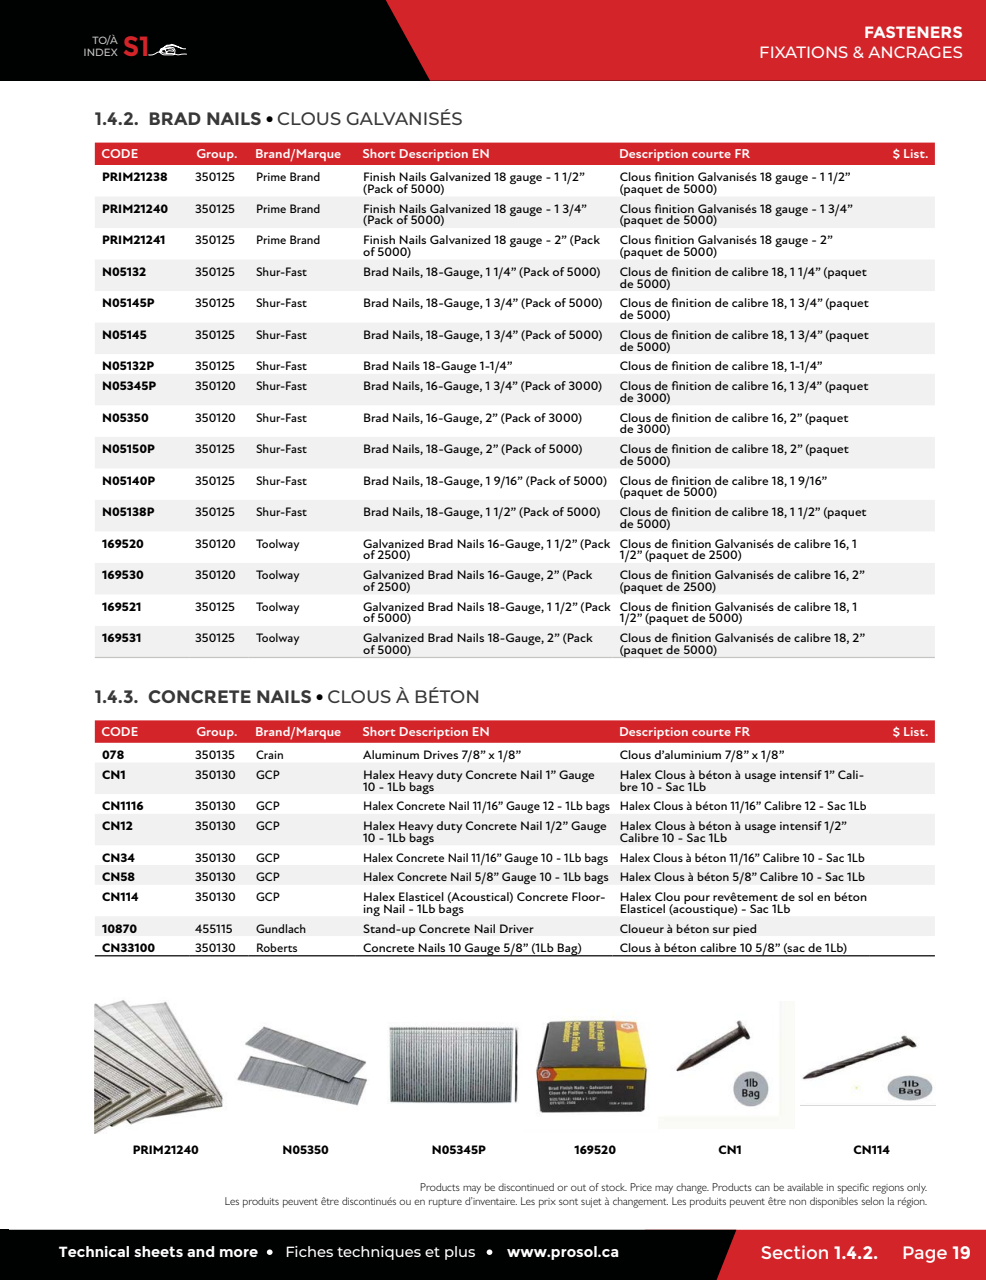 TO/À
INDEX S1
FASTENERS
FIXATIONS & ANCRAGES
1.4.2. BRAD NAILS • CLOUS GALVANISÉS
CODE Group. Brand/Marque Short Description EN Description courte FR $ List.
PRIM21238 350125 Prime Brand Finish Nails Galvanized 18 gauge - 1 1/2” Clous finition Galvanisés 18 gauge - 1 1/2”
(Pack of 5000) (paquet de 5000)
PRIM21240 350125 Prime Brand Finish Nails Galvanized 18 gauge - 1 3/4” Clous finition Galvanisés 18 gauge - 1 3/4”
(Pack of 5000) (paquet de 5000)
PRIM21241 350125 Prime Brand Finish Nails Galvanized 18 gauge - 2” (Pack Clous finition Galvanisés 18 gauge - 2”
of 5000) (paquet de 5000)
N05132 350125 Shur-Fast Brad Nails, 18-Gauge, 1 1/4” (Pack of 5000) Clous de finition de calibre 18, 1 1/4” (paquet
de 5000)
N05145P 350125 Shur-Fast Brad Nails, 18-Gauge, 1 3/4” (Pack of 5000) Clous de finition de calibre 18, 1 3/4” (paquet
de 5000)
N05145 350125 Shur-Fast Brad Nails, 18-Gauge, 1 3/4” (Pack of 5000) Clous de finition de calibre 18, 1 3/4” (paquet
de 5000)
N05132P 350125 Shur-Fast Brad Nails 18-Gauge 1-1/4” Clous de finition de calibre 18, 1-1/4”
N05345P 350120 Shur-Fast Brad Nails, 16-Gauge, 1 3/4” (Pack of 3000) Clous de finition de calibre 16, 1 3/4” (paquet
de 3000)
N05350 350120 Shur-Fast Brad Nails, 16-Gauge, 2” (Pack of 3000) Clous de finition de calibre 16, 2” (paquet
de 3000)
N05150P 350125 Shur-Fast Brad Nails, 18-Gauge, 2” (Pack of 5000) Clous de finition de calibre 18, 2” (paquet
de 5000)
N05140P 350125 Shur-Fast Brad Nails, 18-Gauge, 1 9/16” (Pack of 5000) Clous de finition de calibre 18, 1 9/16”
(paquet de 5000)
N05138P 350125 Shur-Fast Brad Nails, 18-Gauge, 1 1/2” (Pack of 5000) Clous de finition de calibre 18, 1 1/2” (paquet
de 5000)
169520 350120 Toolway Galvanized Brad Nails 16-Gauge, 1 1/2” (Pack Clous de finition Galvanisés de calibre 16, 1
of 2500) 1/2” (paquet de 2500)
169530 350120 Toolway Galvanized Brad Nails 16-Gauge, 2” (Pack Clous de finition Galvanisés de calibre 16, 2”
of 2500) (paquet de 2500)
169521 350125 Toolway Galvanized Brad Nails 18-Gauge, 1 1/2” (Pack Clous de finition Galvanisés de calibre 18, 1
of 5000) 1/2” (paquet de 5000)
169531 350125 Toolway Galvanized Brad Nails 18-Gauge, 2” (Pack Clous de finition Galvanisés de calibre 18, 2”
of 5000) (paquet de 5000)
1.4.3. CONCRETE NAILS • CLOUS À BÉTON
CODE Group. Brand/Marque Short Description EN Description courte FR $ List.
078 350135 Crain Aluminum Drives 7/8” x 1/8” Clous d’aluminium 7/8” x 1/8”
CN1 350130 GCP Halex Heavy duty Concrete Nail 1” Gauge Halex Clous à béton à usage intensif 1” Cali-
10 - 1Lb bags bre 10 - Sac 1Lb
CN1116 350130 GCP Halex Concrete Nail 11/16” Gauge 12 - 1Lb bags Halex Clous à béton 11/16” Calibre 12 - Sac 1Lb
CN12 350130 GCP Halex Heavy duty Concrete Nail 1/2” Gauge Halex Clous à béton à usage intensif 1/2”
10 - 1Lb bags Calibre 10 - Sac 1Lb
CN34 350130 GCP Halex Concrete Nail 11/16” Gauge 10 - 1Lb bags Halex Clous à béton 11/16” Calibre 10 - Sac 1Lb
CN58 350130 GCP Halex Concrete Nail 5/8” Gauge 10 - 1Lb bags Halex Clous à béton 5/8” Calibre 10 - Sac 1Lb
CN114 350130 GCP Halex Elasticel (Acoustical) Concrete Floor- Halex Clou pour revêtement de sol en béton
ing Nail - 1Lb bags Elasticel (acoustique) - Sac 1Lb
10870 455115 Gundlach Stand-up Concrete Nail Driver Cloueur à béton sur pied
CN33100 350130 Roberts Concrete Nails 10 Gauge 5/8” (1Lb Bag) Clous à béton calibre 10 5/8” (sac de 1Lb)
1lb
Bag
1lb
Bag
PRIM21240 N05350 N05345P 169520 CN1 CN114
Products may be discontinued or out of stock. Price may change. Products can be available in specific regions only.
Les produits peuvent être discontinués ou en rupture d’inventaire. Les prix sont sujet à changement. Les produits peuvent être non disponibles selon la région.
Technical sheets and more • Fiches techniques et plus • www.prosol.ca
Section 1.4.2. Page 19